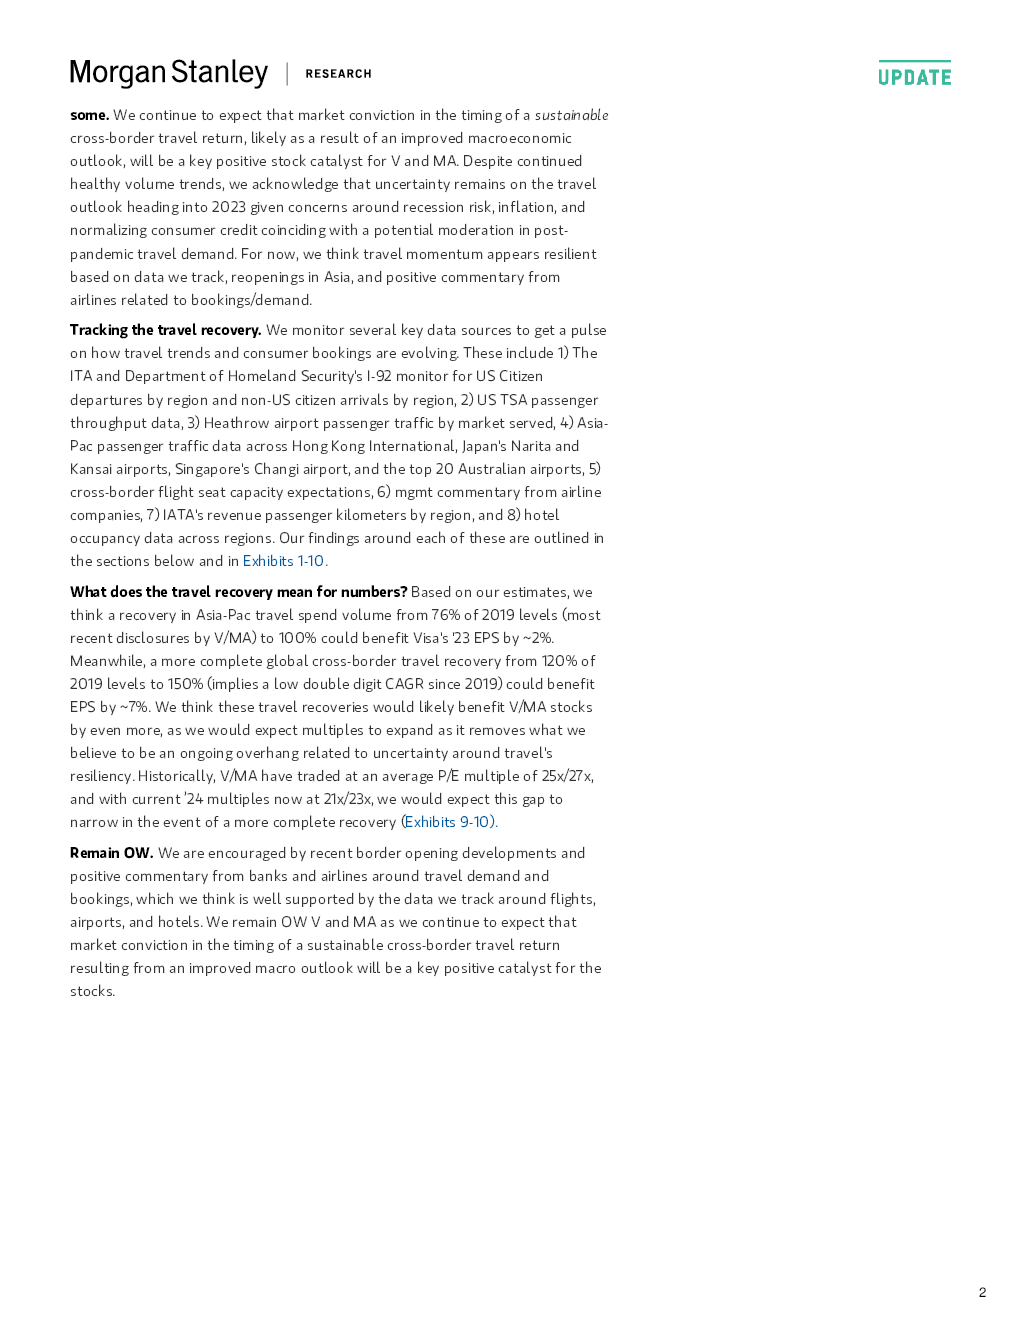 Morgan Stanley | RESEARCH
UPDATE
some. We continue to expect that market conviction in the timing of a sustainable
cross-border travel return, likely as a result of an improved macroeconomic
outlook, will be a key positive stock catalyst for V and MA. Despite continued
healthy volume trends, we acknowledge that uncertainty remains on the travel
outlook heading into 2023 given concerns around recession risk, inflation, and
normalizing consumer credit coinciding with a potential moderation in post-
pandemic travel demand. For now, we think travel momentum appears resilient
based on data we track, reopenings in Asia, and positive commentary from
airlines related to bookings/demand.
Tracking the travel recovery. We monitor several key data sources to get a pulse
on how travel trends and consumer bookings are evolving. These include 1) The
ITA and Department of Homeland Security's I-92 monitor for US Citizen
departures by region and non-US citizen arrivals by region, 2) US TSA passenger
throughput data, 3) Heathrow airport passenger traffic by market served, 4) Asia-
Pac passenger traffic data across Hong Kong International, Japan's Narita and
Kansai airports, Singapore's Changi airport, and the top 20 Australian airports, 5)
cross-border flight seat capacity expectations, 6) mgmt commentary from airline
companies, 7) IATA's revenue passenger kilometers by region, and 8) hotel
occupancy data across regions. Our findings around each of these are outlined in
the sections below and in Exhibits 1-10.
What does the travel recovery mean for numbers? Based on our estimates, we
think a recovery in Asia-Pac travel spend volume from 76% of 2019 levels (most
recent disclosures by V/MA) to 100% could benefit Visa's '23 EPS by ~2%.
Meanwhile, a more complete global cross-border travel recovery from 120% of
2019 levels to 150% (implies a low double digit CAGR since 2019) could benefit
EPS by ~7%. We think these travel recoveries would likely benefit V/MA stocks
by even more, as we would expect multiples to expand as it removes what we
believe to be an ongoing overhang related to uncertainty around travel's
resiliency. Historically, V/MA have traded at an average P/E multiple of 25x/27x,
and with current '24 multiples now at 21x/23x, we would expect this gap to
narrow in the event of a more complete recovery (Exhibits 9-10).
Remain OW. We are encouraged by recent border opening developments and
positive commentary from banks and airlines around travel demand and
bookings, which we think is well supported by the data we track around flights,
airports, and hotels. We remain OW V and MA as we continue to expect that
market conviction in the timing of a sustainable cross-border travel return
resulting from an improved macro outlook will be a key positive catalyst for the
stocks.
2